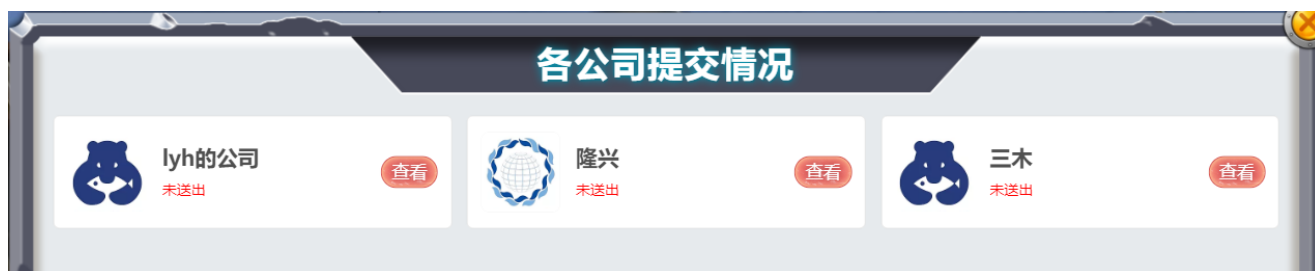 各公司提交情况
lyh的公司
未送出
查看
隆兴
未送出
查看
三木
未送出
查看